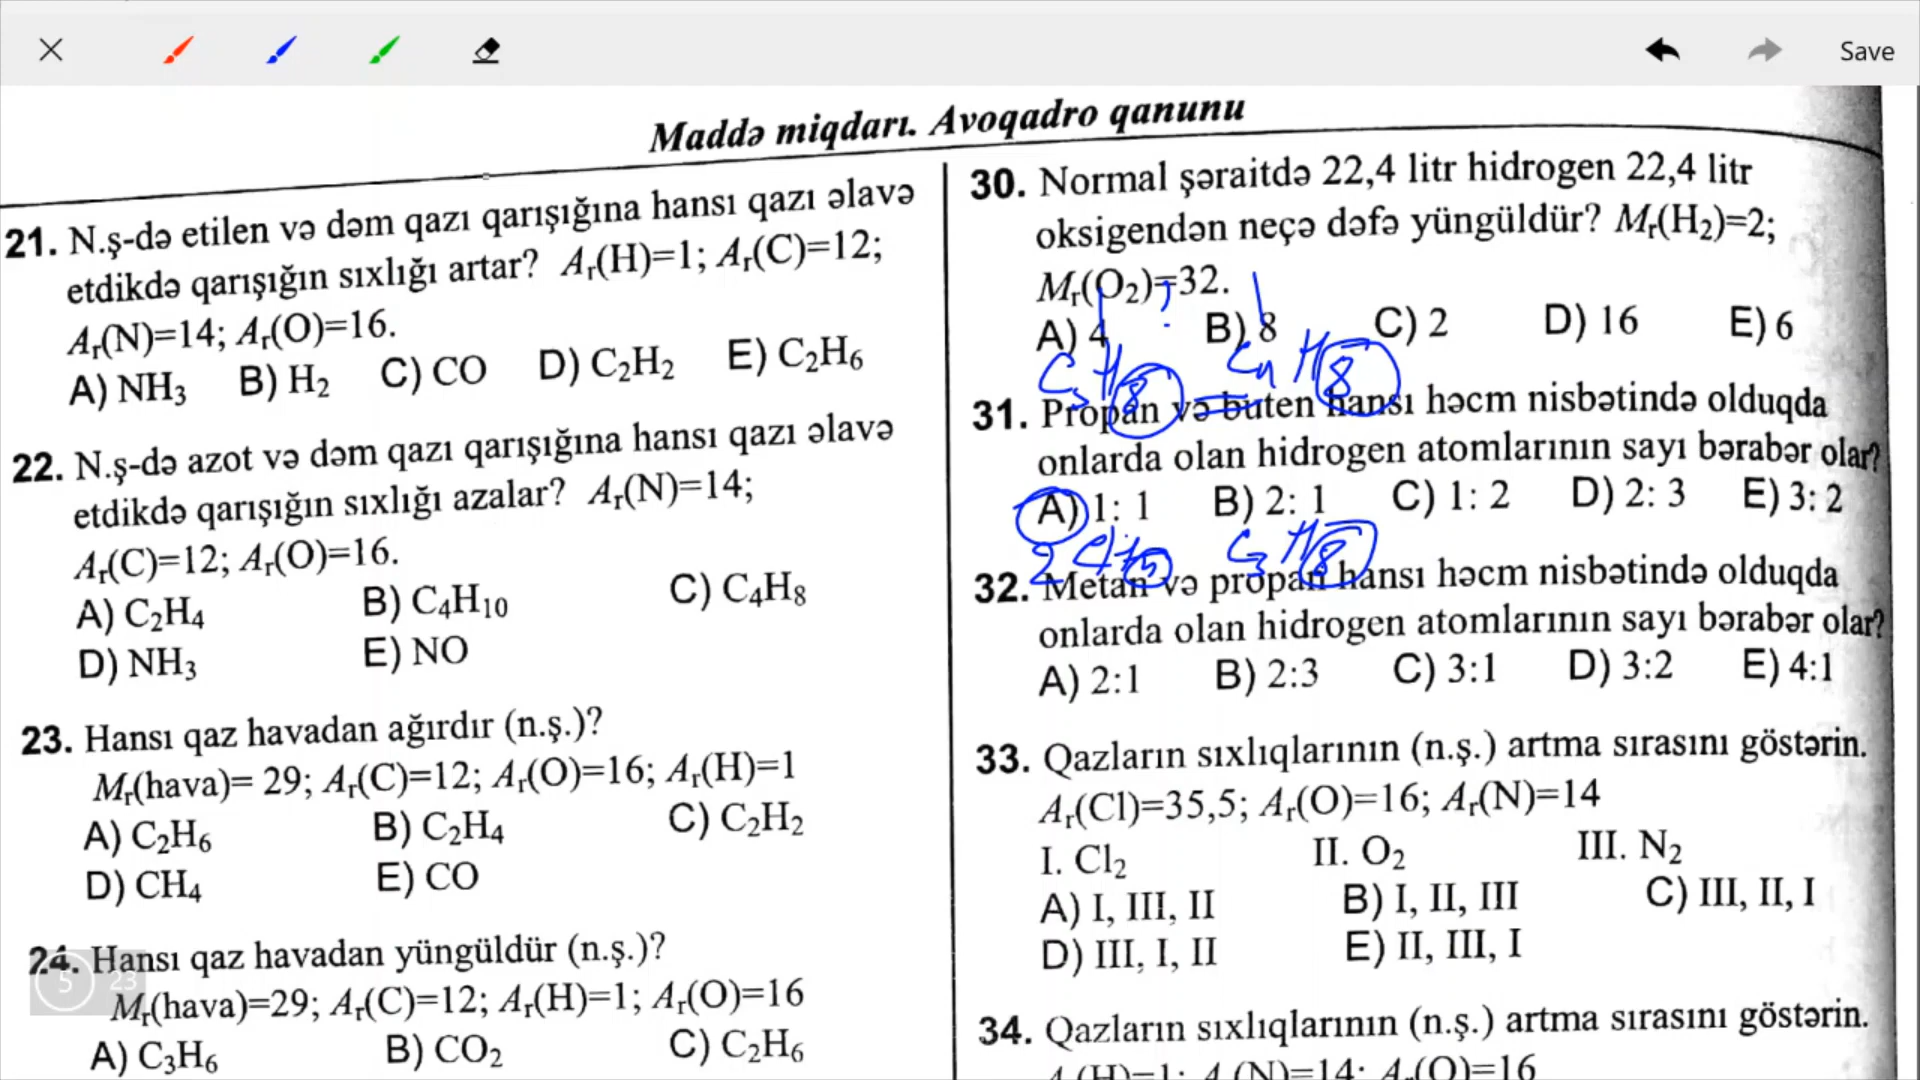 Save
Maddə miqdarı. Avoqadro qanunu
21. N.ş-də etilen və dəm qazı qarışığına hansı qazı əlavə
etdikdə qarışığın sıxlığı artar? Ar(H)=1; Ar(C)=12;
Ar(N)=14; Ar(O)=16.
A) NH3 B) H2 C) CO D) C2H2 E) C2H6
22. N.ş-də azot və dəm qazı qarışığına hansı qazı əlavə
etdikdə qarışığın sıxlığı azalar? Ar(N)=14;
Ar(C)=12; Ar(O)=16.
A) C2H4 B) C4H10 C) C4H8
D) NH3 E) NO
23. Hansı qaz havadan ağırdır (n.ş.)?
Mr(hava)= 29; Ar(C)=12; Ar(O)=16; Ar(H)=1
A) C2H6 B) C2H4 C) C2H2
D) CH4 E) CO
24. Hansı qaz havadan yüngüldür (n.ş.)?
5 23
Mr(hava)=29; Ar(C)=12; Ar(H)=1; Ar(O)=16
A) C3H6 B) CO2 C) C2H6
30. Normal şəraitdə 22,4 litr hidrogen 22,4 litr
oksigendən neçə dəfə yüngüldür? Mr(H2)=2;
Mr(O2)=32.
A) 4 B) 8 C) 2 D) 16 E) 6
C3H8 C4H8
31. Propan və buten hansı həcm nisbətində olduqda
onlarda olan hidrogen atomlarının sayı bərabər olar?
A) 1: 1 B) 2: 1 C) 1: 2 D) 2: 3 E) 3: 2
2 C3H8
32. Metan və propan hansı həcm nisbətində olduqda
onlarda olan hidrogen atomlarının sayı bərabər olar?
A) 2:1 B) 2:3 C) 3:1 D) 3:2 E) 4:1
33. Qazların sıxlıqlarının (n.ş.) artma sırasını göstərin.
Ar(Cl)=35,5; Ar(O)=16; Ar(N)=14
I. Cl2 II. O2 III. N2
A) I, III, II B) I, II, III C) III, II, I
D) III, I, II E) II, III, I
34. Qazların sıxlıqlarının (n.ş.) artma sırasını göstərin.
Ar(H)=1; Ar(N)=14; Ar(O)=16